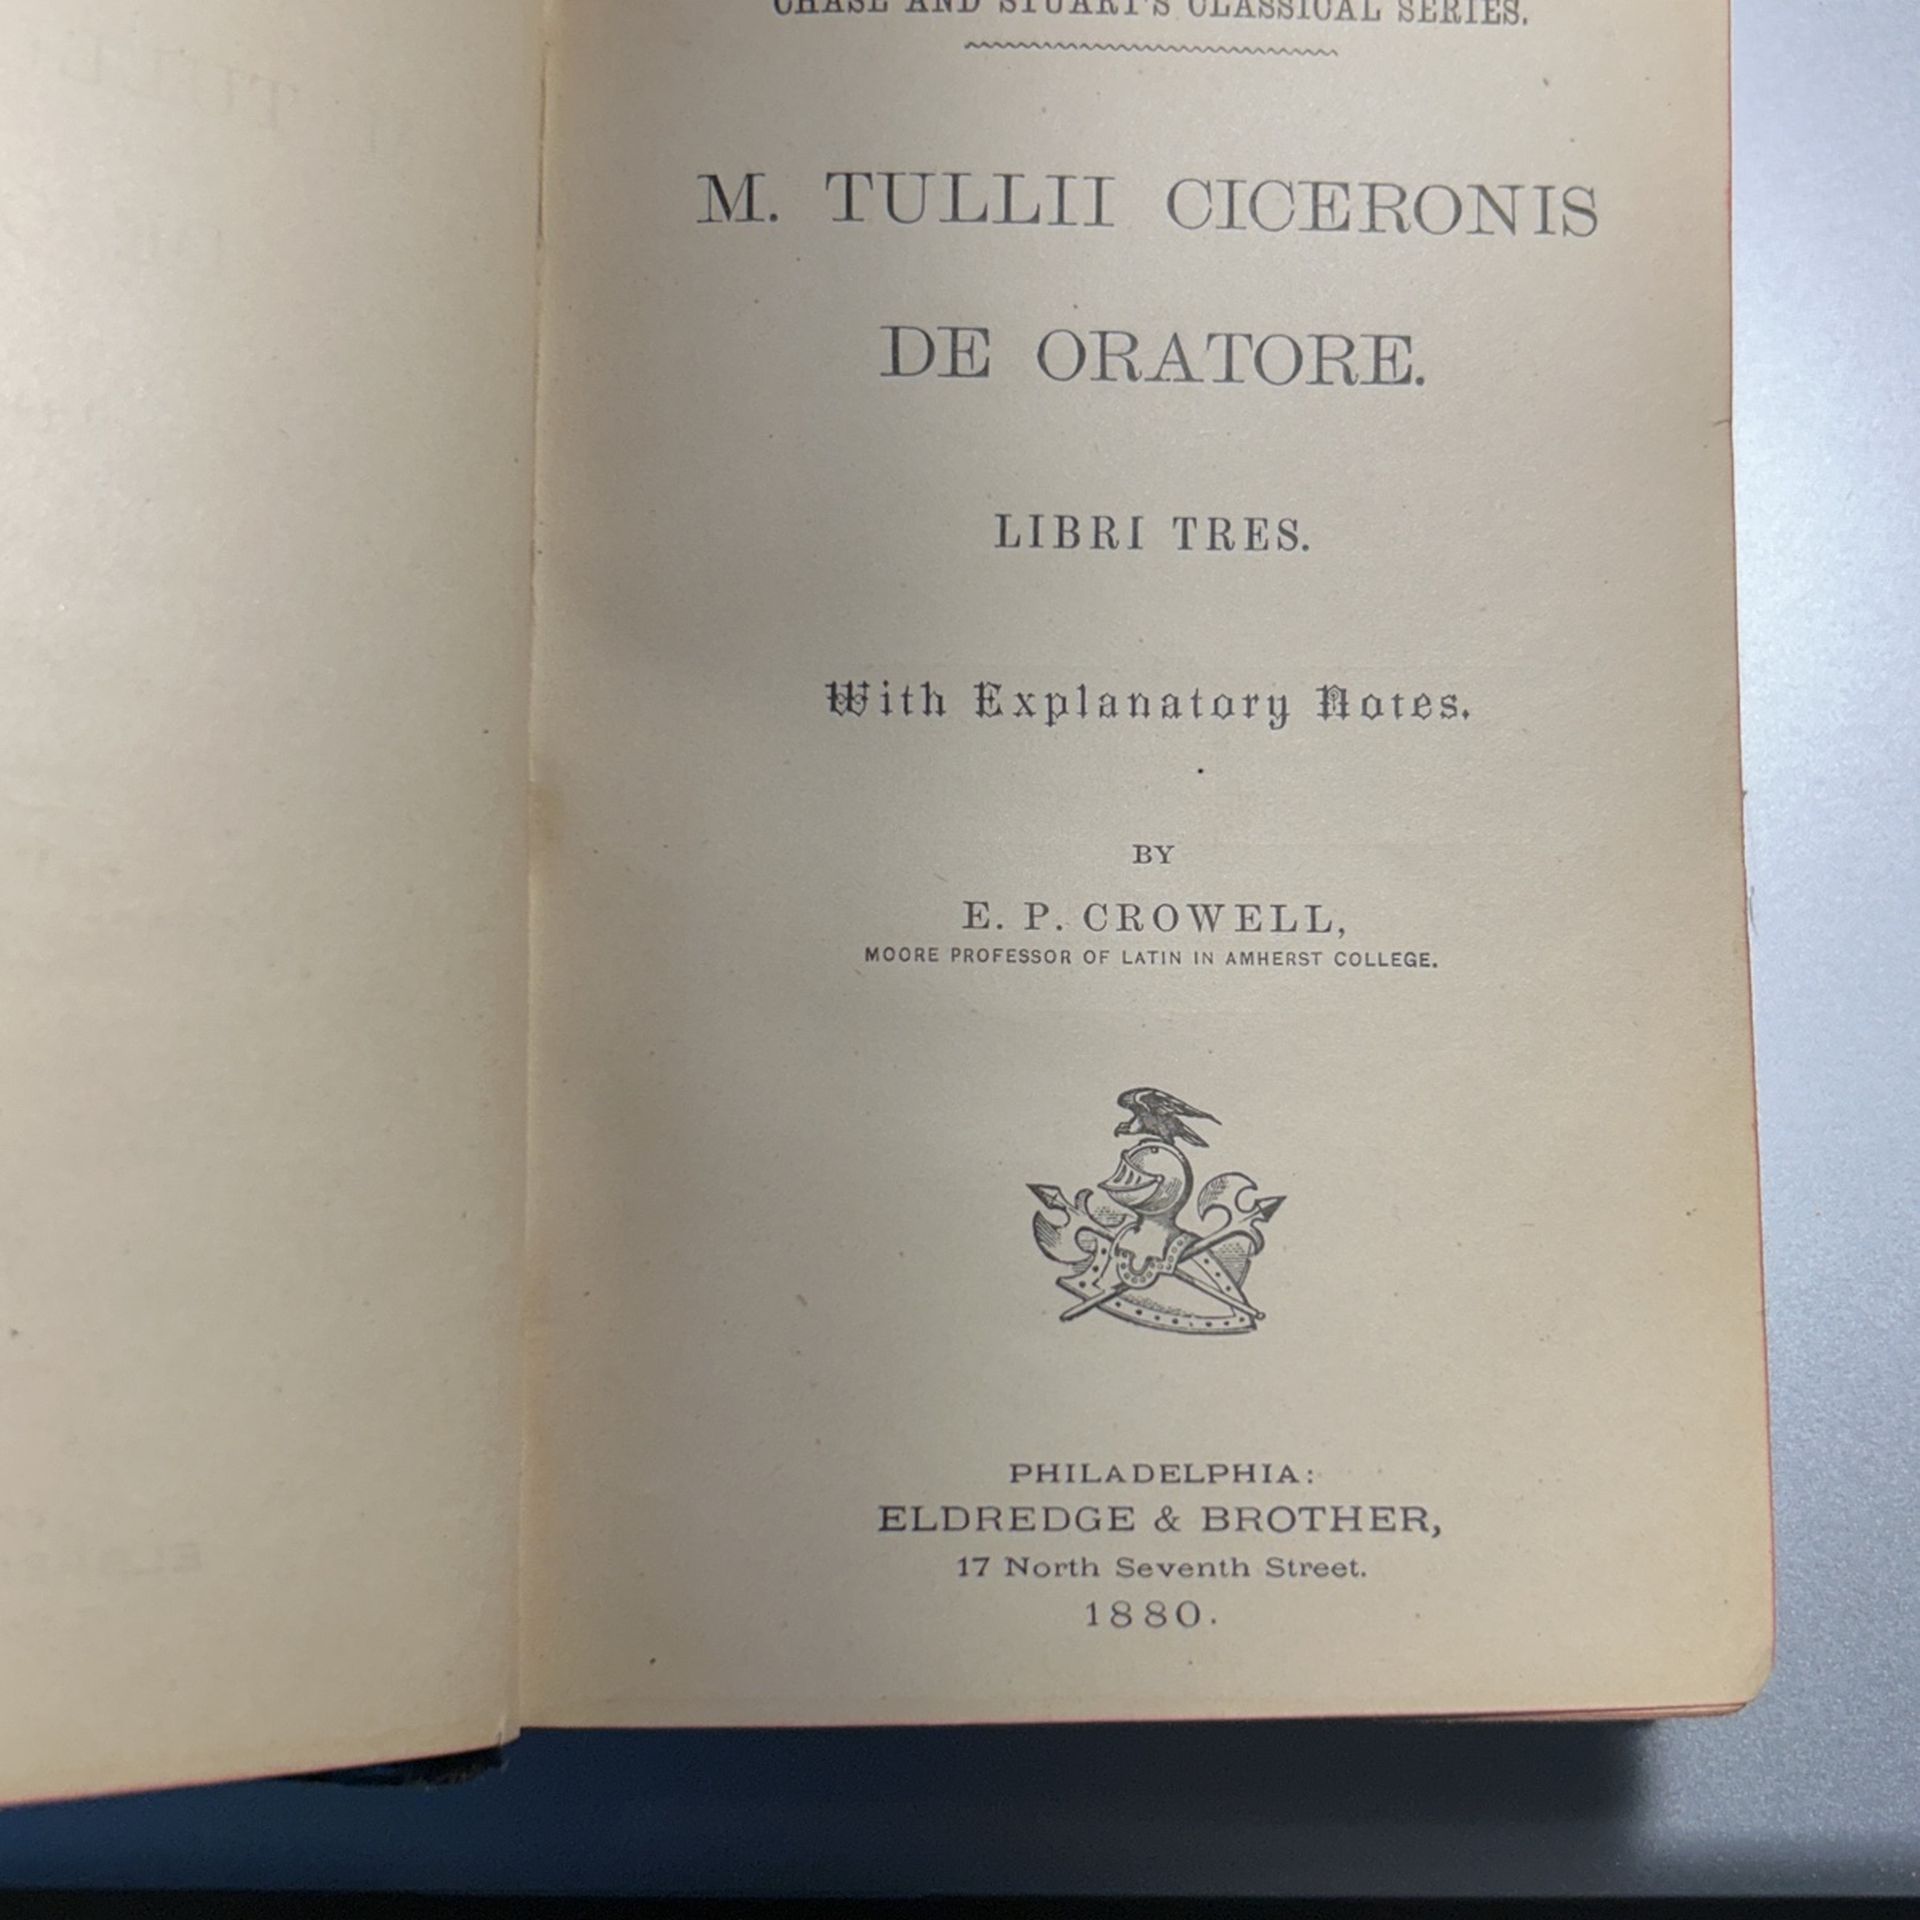 CHASE AND STUART'S CLASSICAL SERIES.
M. TULLII CICERONIS
DE ORATORE.
LIBRI TRES.
With Explanatory Notes.
BY
E. P. CROWELL,
MOORE PROFESSOR OF LATIN IN AMHERST COLLEGE.
PHILADELPHIA:
ELDREDGE & BROTHER,
17 North Seventh Street.
1880.